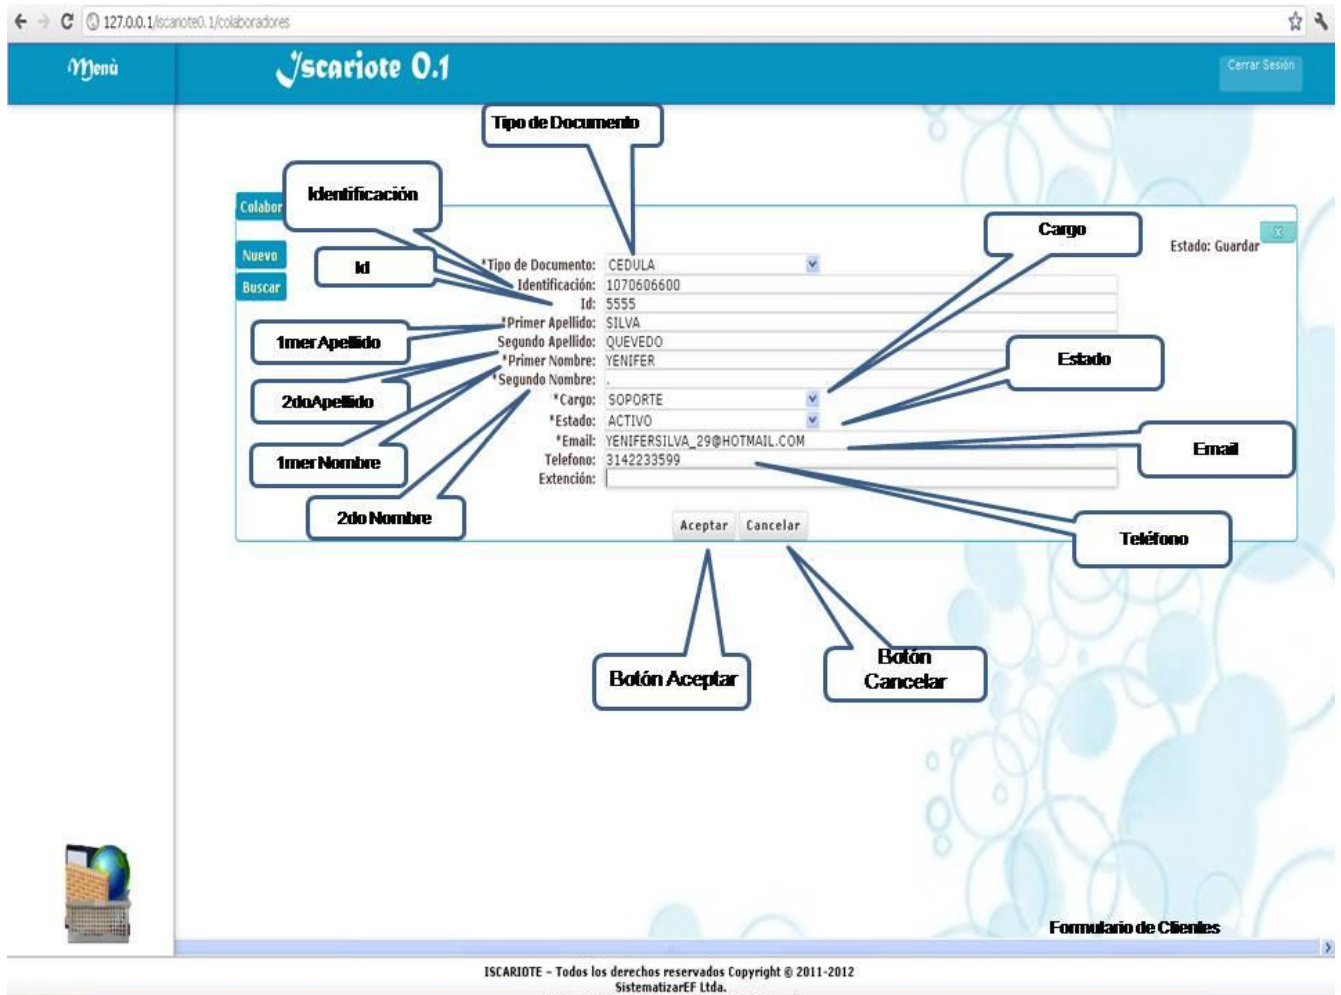 127.0.0.1/iscariote0.1/colaboradores
Menù
Iscariote 0.1
Cerrar Sesión
Tipo de Documento
Identificación
Id
Colabor
Nuevo
Buscar
Cargo
Estado: Guardar
x
*Tipo de Documento: CEDULA
Identificación: 1070606600
Id: 5555
*Primer Apellido: SILVA
Segundo Apellido: QUEVEDO
*Primer Nombre: YENIFER
*Segundo Nombre: .
*Cargo: SOPORTE
*Estado: ACTIVO
*Email: YENIFERSILVA_29@HOTMAIL.COM
Telefono: 3142233599
Extención:
1mer Apellido
2doApellido
1mer Nombre
2do Nombre
Estado
Email
Teléfono
Aceptar Cancelar
Botón Aceptar
Botón
Cancelar
Formulario de Clientes
ISCARIOTE - Todos los derechos reservados Copyright © 2011-2012
SistematizarEF Ltda.